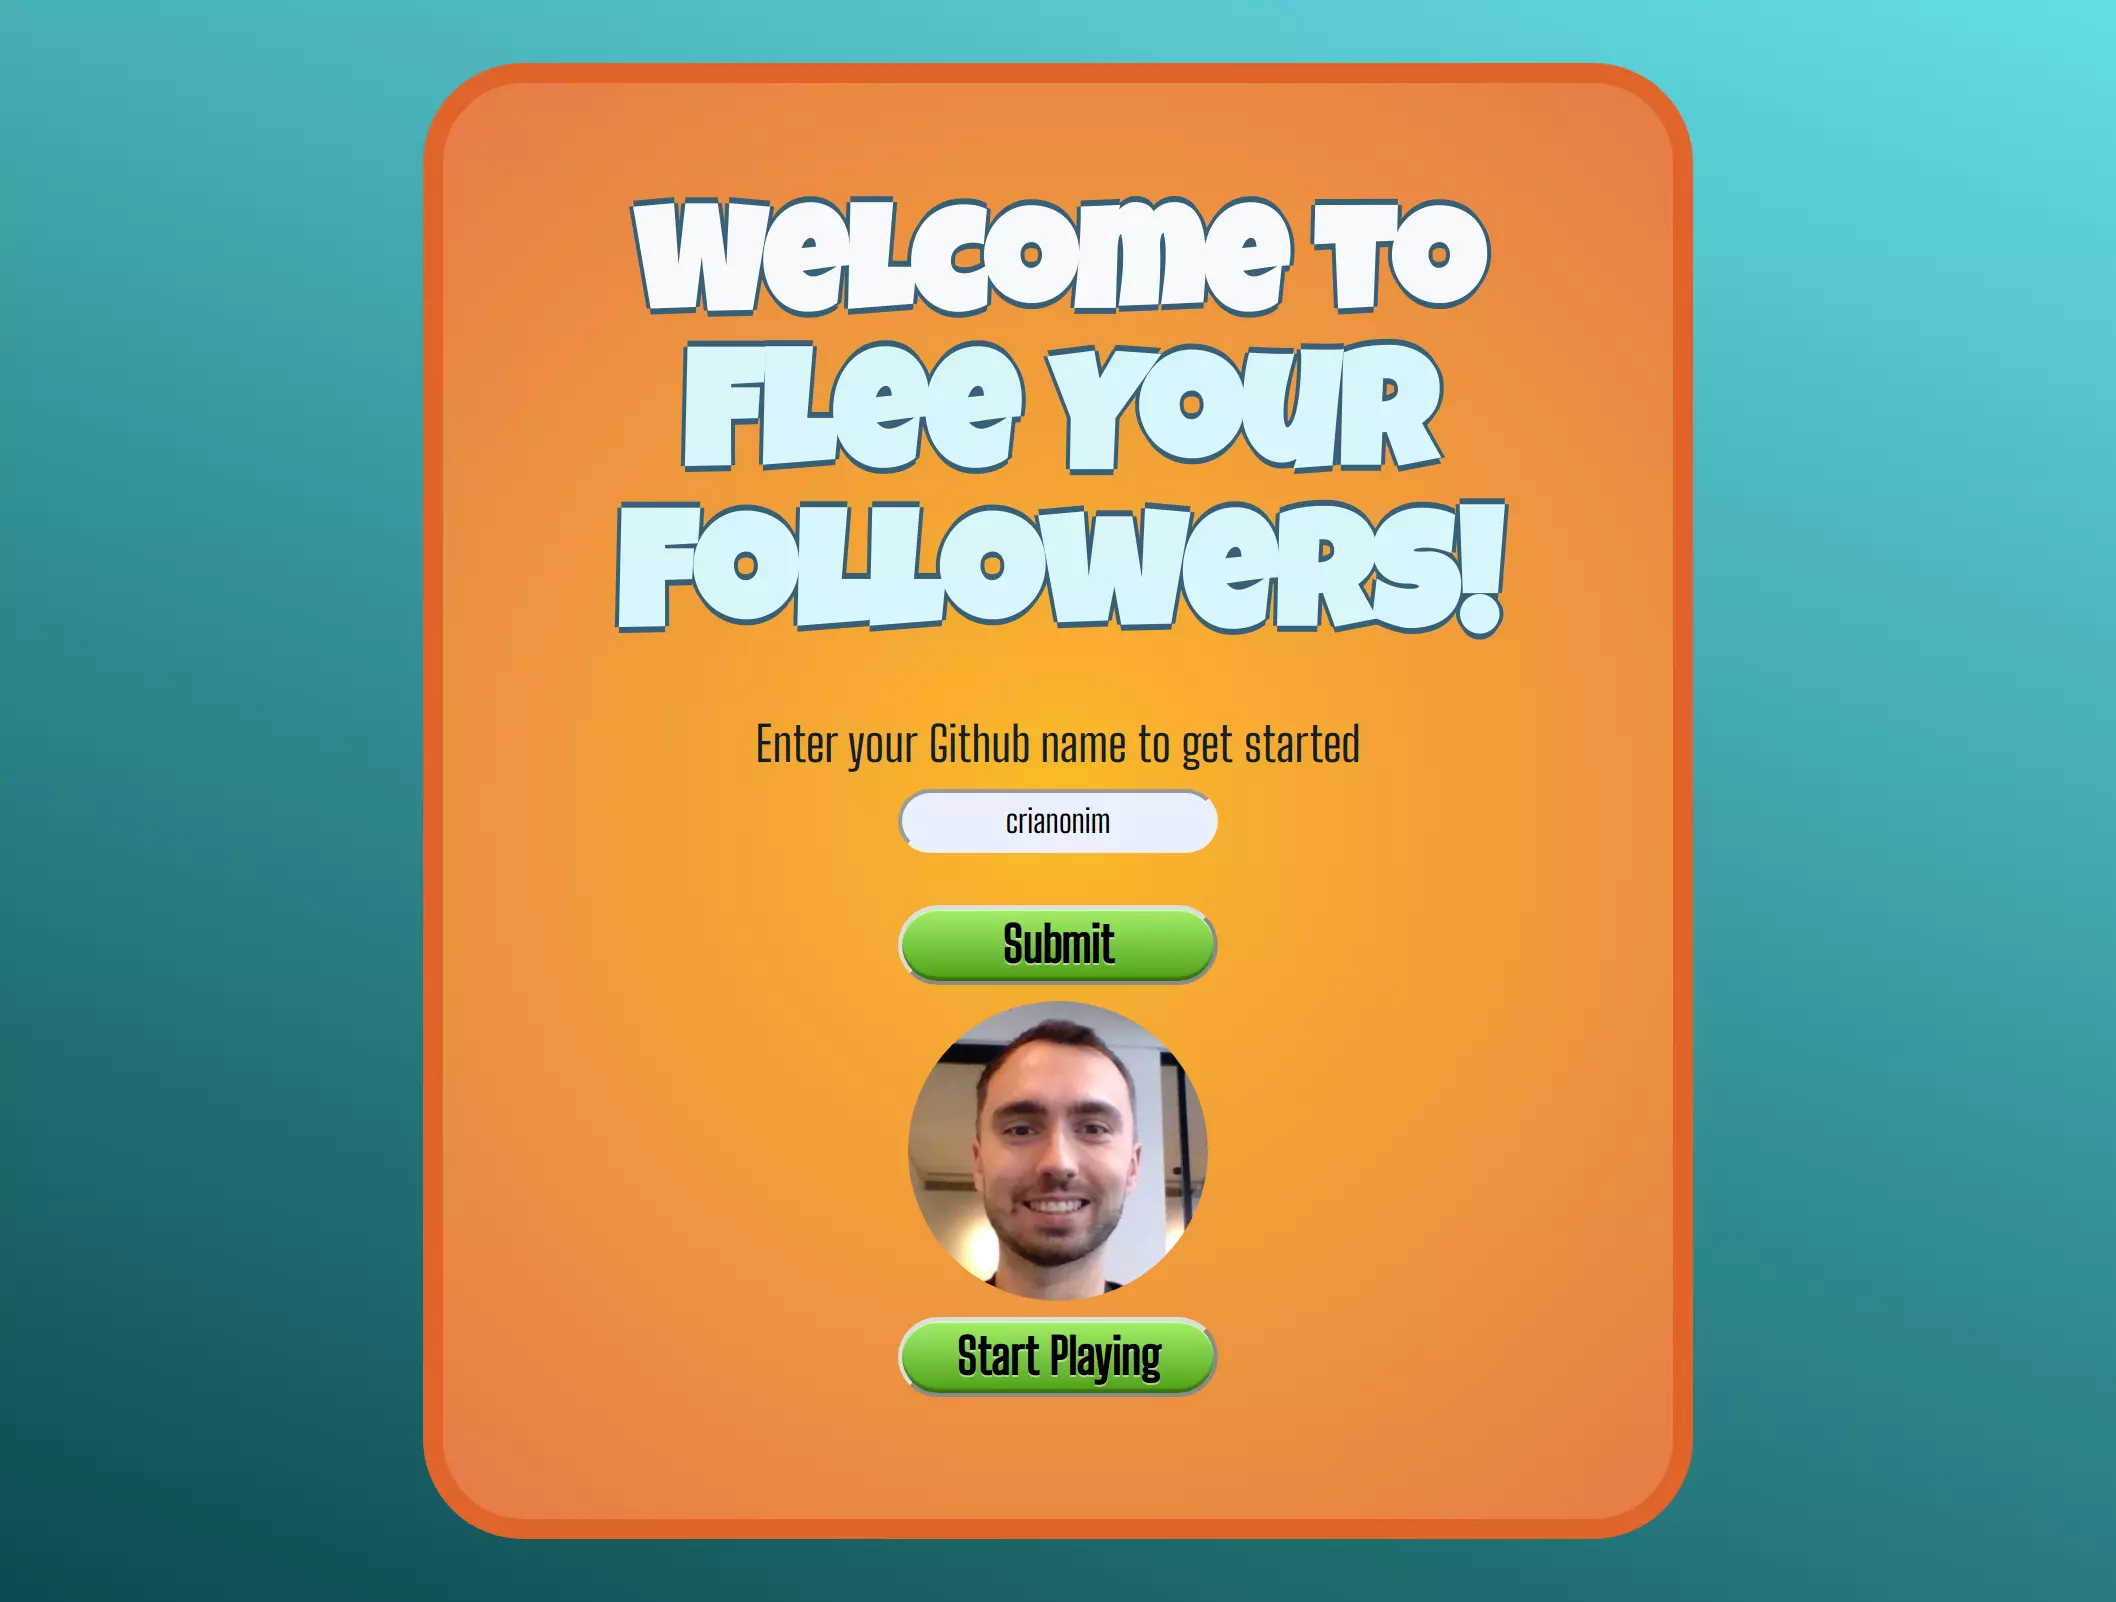 Welcome to
Flee Your
Followers!
Enter your Github name to get started
crianonim
Submit
Start Playing